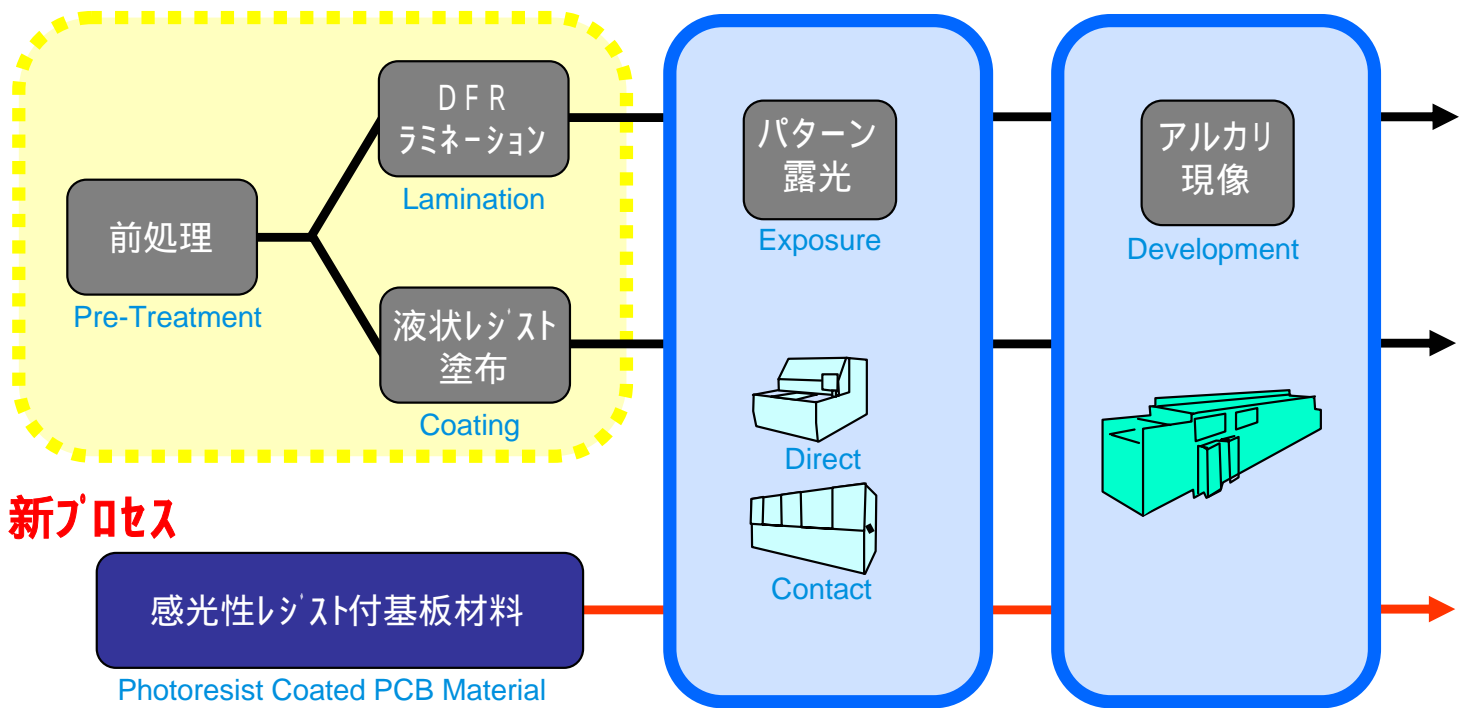 ＤＦＲ
ﾗﾐﾈｰｼｮﾝ
Lamination
前処理
Pre-Treatment
液状ﾚｼﾞｽﾄ
塗布
Coating
パターン
露光
Exposure
Direct
Contact
アルカリ
現像
Development
新ﾌﾟﾛｾｽ
感光性ﾚｼﾞｽﾄ付基板材料
Photoresist Coated PCB Material